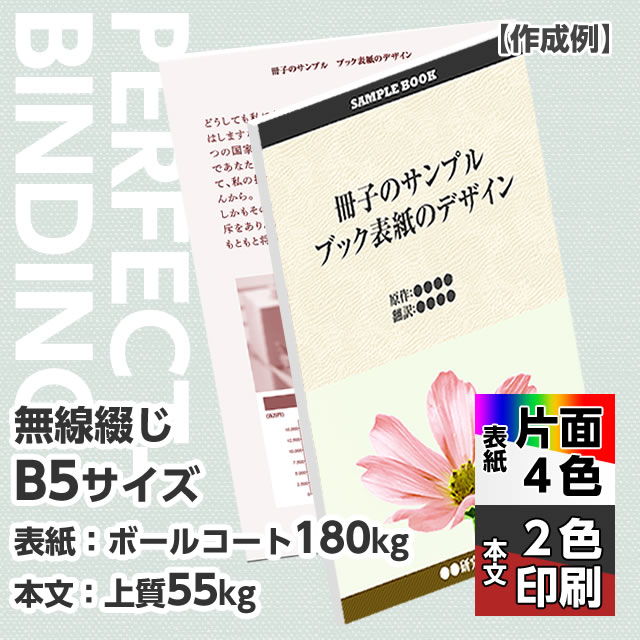 PERFECT
BINDING
【作成例】
冊子のサンプル ブック表紙のデザイン
どうしても私に
はします
つの国家
であなた
て、私の
んから。
しかもその
斥をあり
もともと将
SAMPLE BOOK
冊子のサンプル
ブック表紙のデザイン
原作:●●●●
翻訳:●●●●
無線綴じ
B5サイズ
表紙：ボールコート180kg
本文：上質55kg
表紙
片面
4色
本文
2色
印刷